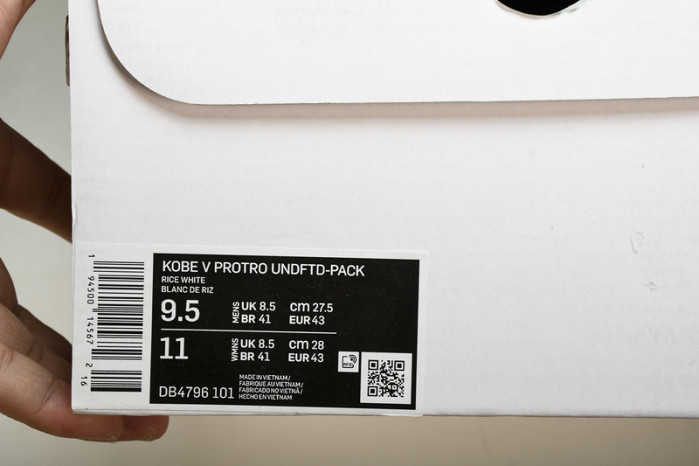 KOBE V PROTRO UNDFTD-PACK
RICE WHITE
BLANC DE RIZ
9.5 MENS UK 8.5 cm 27.5
BR 41 EUR 43
11 WMNS UK 8.5 cm 28
BR 41 EUR 43
MADE IN VIETNAM/
FABRIQUE AU VIETNAM/
FABRICADO NO VIETNÃ/
HECHO EN VIETNAM
DB4796 101
1 94500 14567 2 16